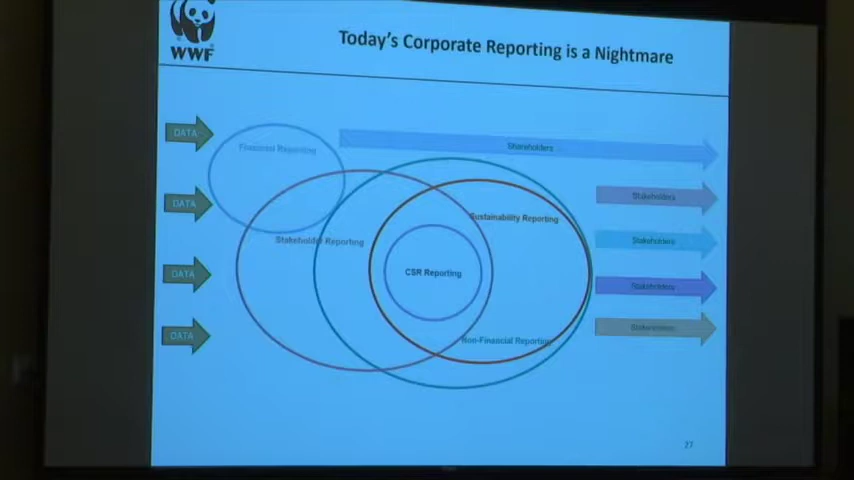 WWF
Today's Corporate Reporting is a Nightmare
DATA
Financial Reporting
Shareholders
DATA
Stakeholders
Sustainability Reporting
Stakeholder Reporting
Stakeholders
DATA
CSR Reporting
Stakeholders
DATA
Stakeholders
Non-Financial Reporting
27